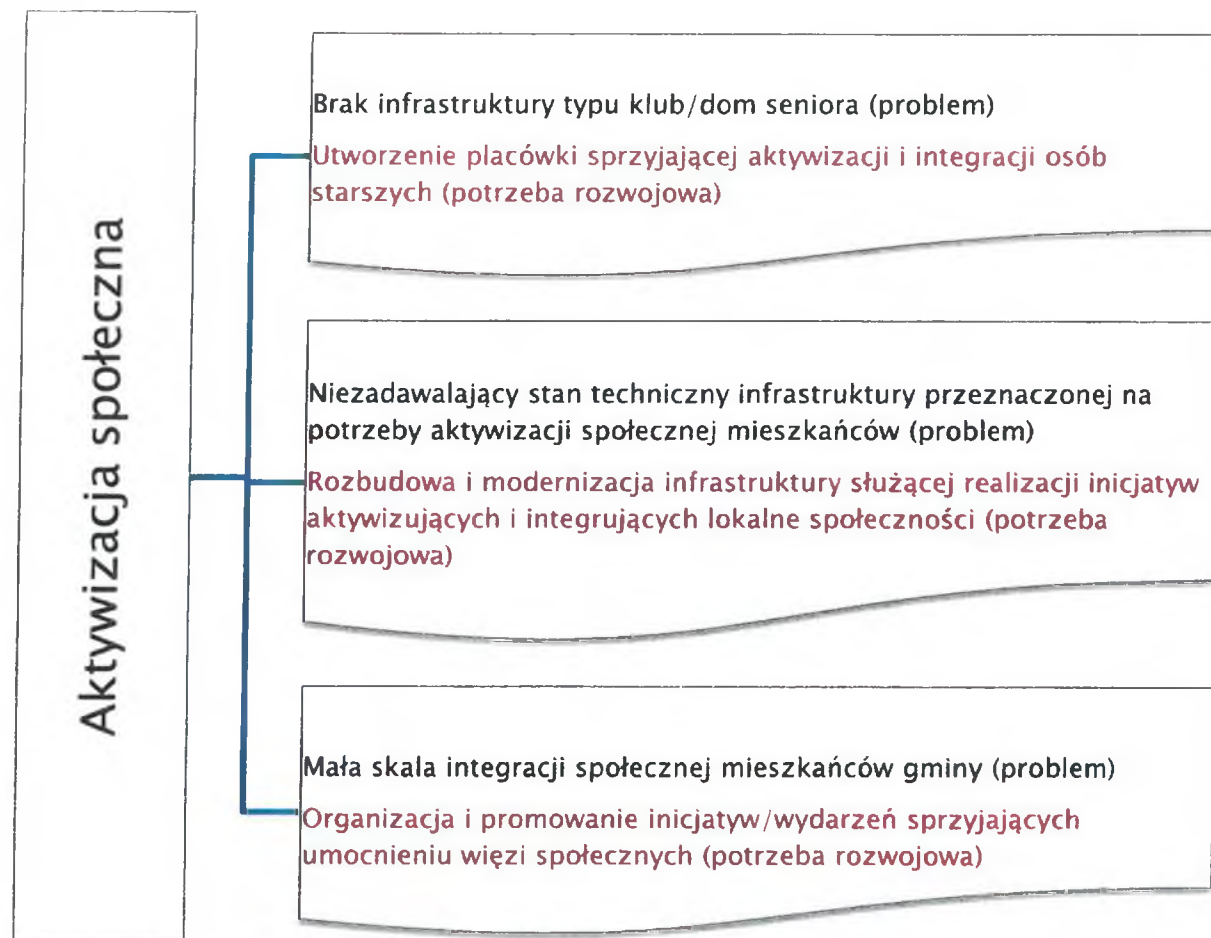 Aktywizacja społeczna
Brak infrastruktury typu klub/dom seniora (problem)
Utworzenie placówki sprzyjającej aktywizacji i integracji osób
starszych (potrzeba rozwojowa)
Niezadawalający stan techniczny infrastruktury przeznaczonej na
potrzeby aktywizacji społecznej mieszkańców (problem)
Rozbudowa i modernizacja infrastruktury służącej realizacji inicjatyw
aktywizujących i integrujących lokalne społeczności (potrzeba
rozwojowa)
Mała skala integracji społecznej mieszkańców gminy (problem)
Organizacja i promowanie inicjatyw/wydarzeń sprzyjających
umocnieniu więzi społecznych (potrzeba rozwojowa)